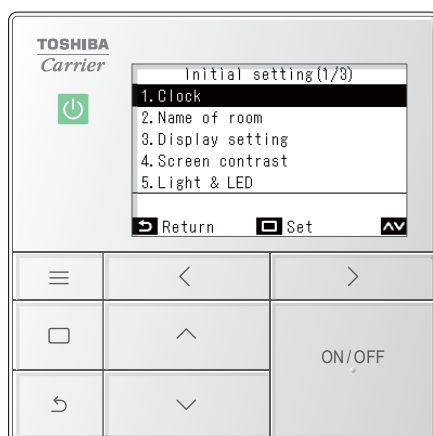 TOSHIBA
Carrier
Initial setting(1/3)
1.Clock
2.Name of room
3.Display setting
4.Screen contrast
5.Light & LED
Return Set
ON/OFF